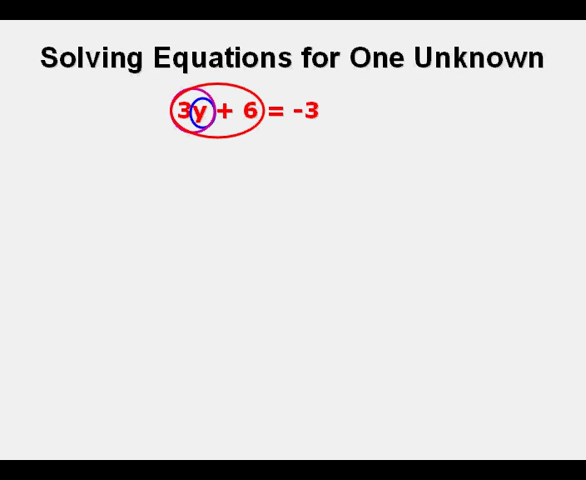 Solving Equations for One Unknown
3y + 6 = -3